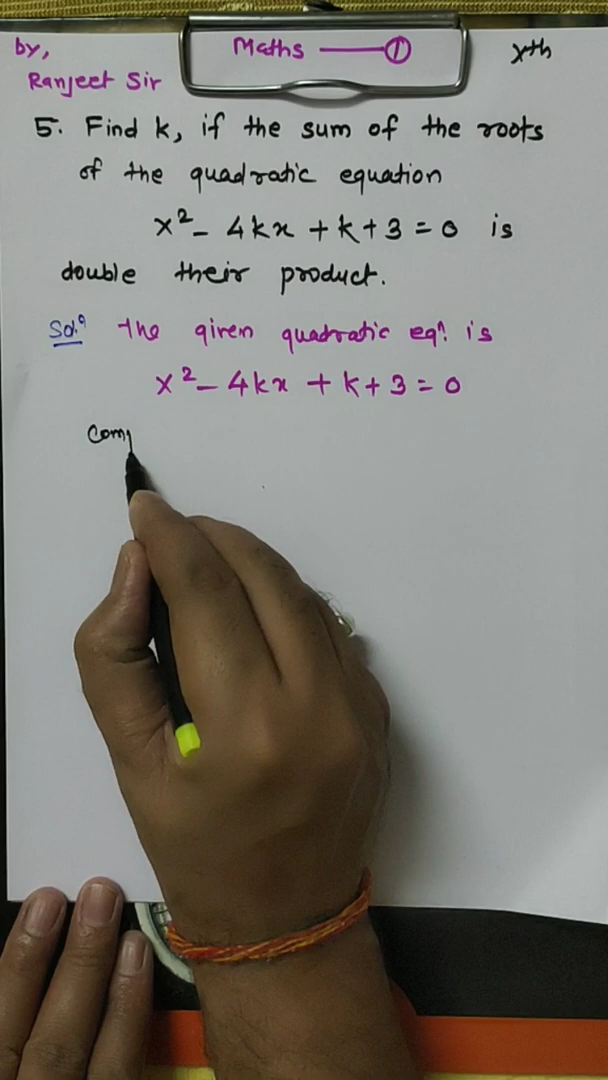 by, Maths ① xth
Ranjeet Sir
5. Find k, if the sum of the roots
of the quadratic equation
x² - 4kx + k + 3 = 0 is
double their product.
Solⁿ The given quadratic eqⁿ. is
x² - 4kx + k + 3 = 0
Com